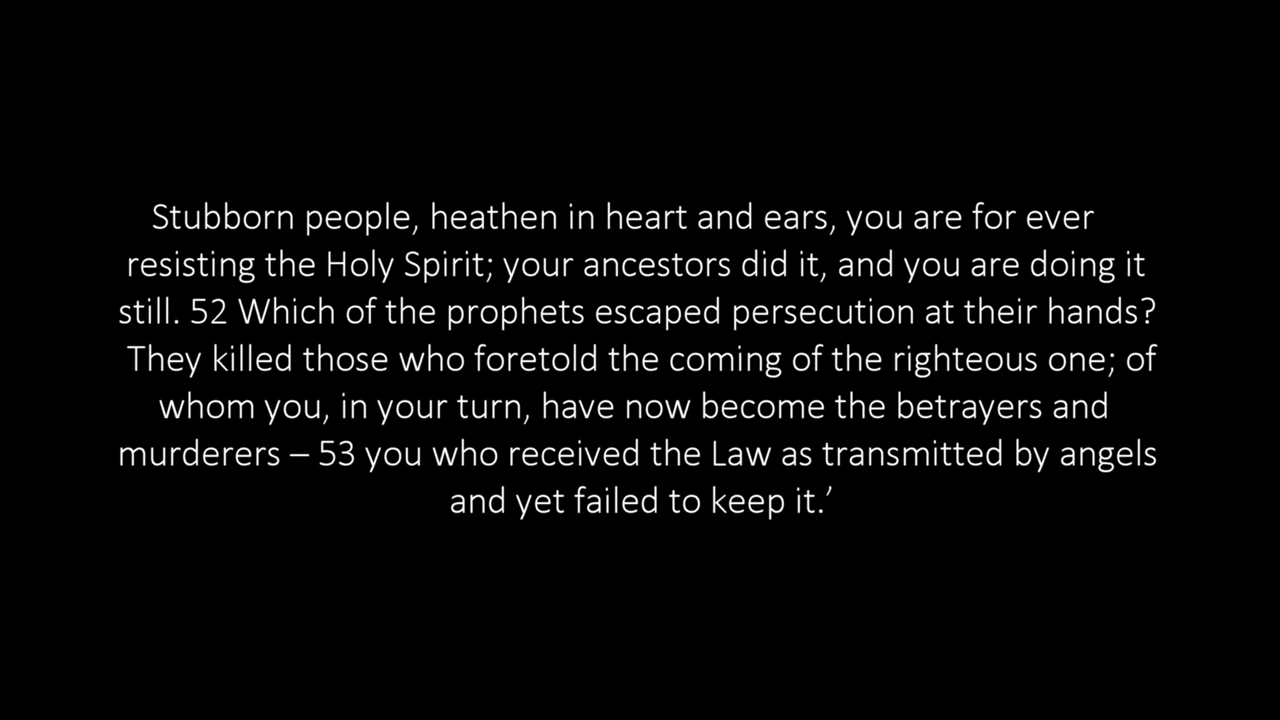 Stubborn people, heathen in heart and ears, you are for ever
resisting the Holy Spirit; your ancestors did it, and you are doing it
still. 52 Which of the prophets escaped persecution at their hands?
They killed those who foretold the coming of the righteous one; of
whom you, in your turn, have now become the betrayers and
murderers – 53 you who received the Law as transmitted by angels
and yet failed to keep it.’